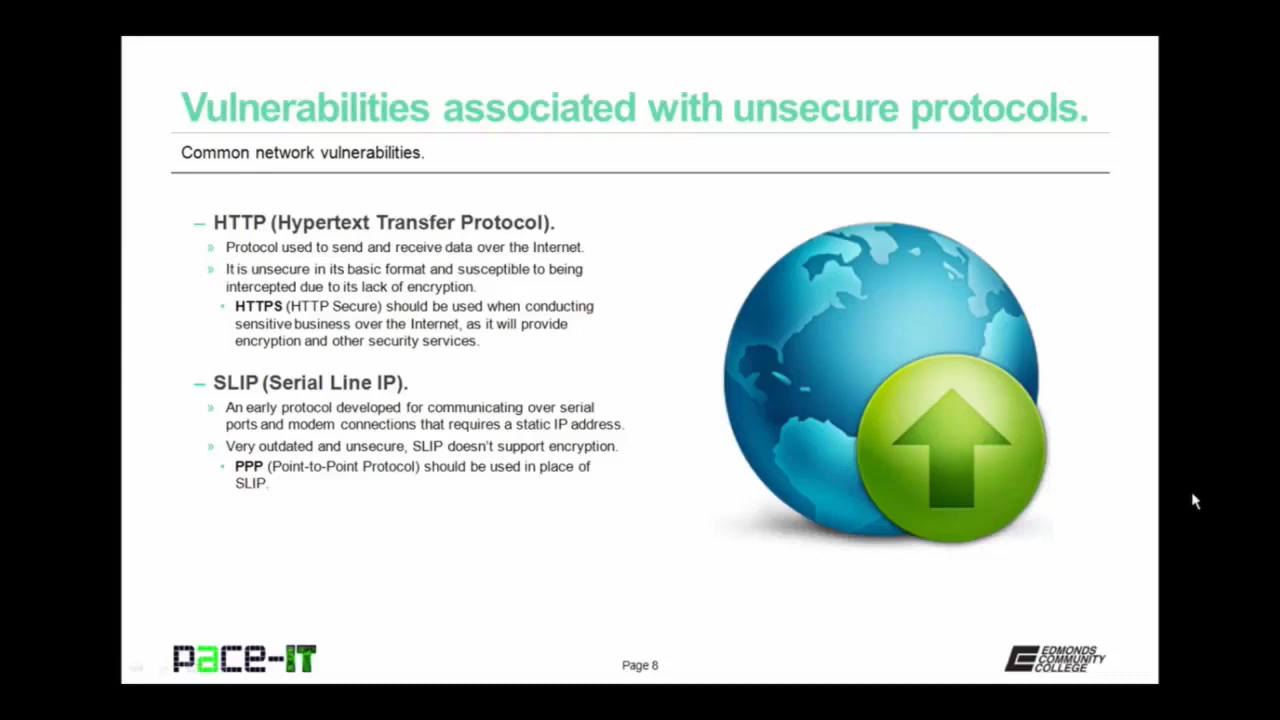 Vulnerabilities associated with unsecure protocols.
Common network vulnerabilities.
– HTTP (Hypertext Transfer Protocol).
» Protocol used to send and receive data over the Internet.
» It is unsecure in its basic format and susceptible to being
intercepted due to its lack of encryption.
• HTTPS (HTTP Secure) should be used when conducting
sensitive business over the Internet, as it will provide
encryption and other security services.
– SLIP (Serial Line IP).
» An early protocol developed for communicating over serial
ports and modem connections that requires a static IP address.
» Very outdated and unsecure, SLIP doesn't support encryption.
• PPP (Point-to-Point Protocol) should be used in place of
SLIP.
pace-IT
Page 8
EDMONDS
COMMUNITY
COLLEGE